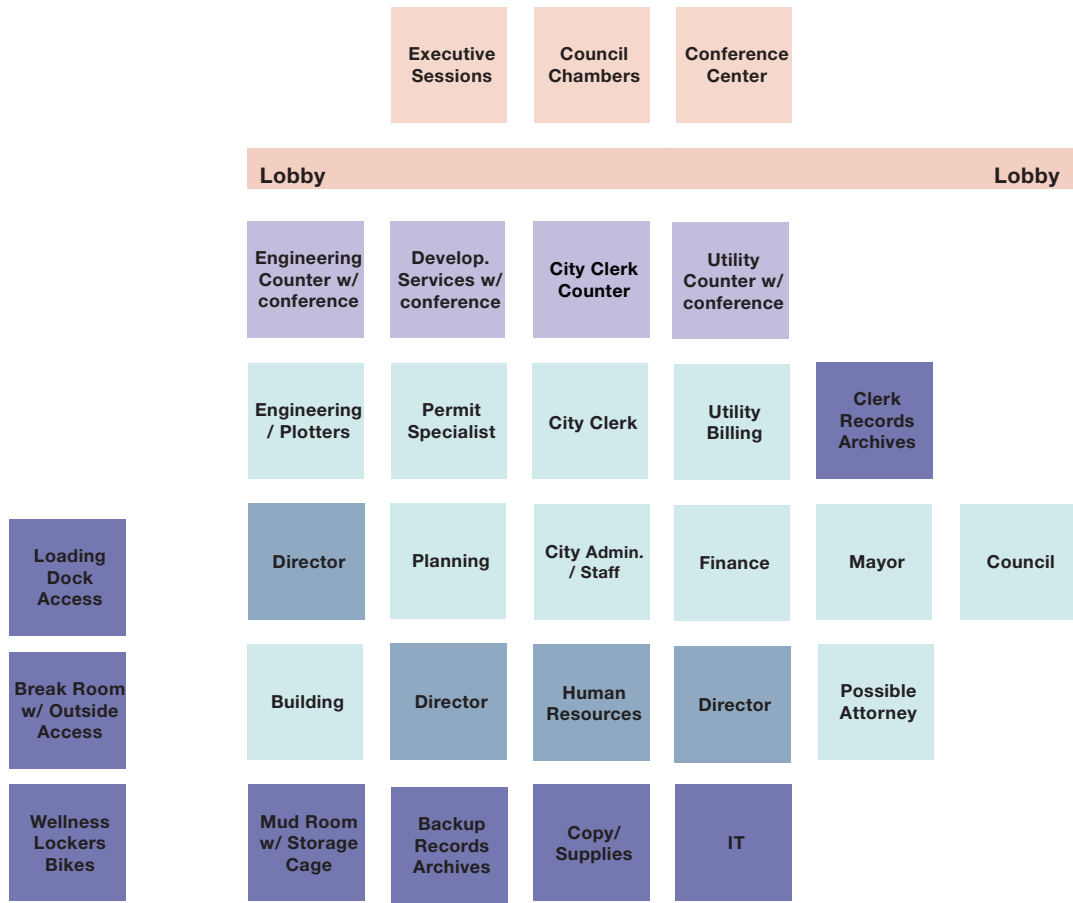 Executive
Sessions
Council
Chambers
Conference
Center
Lobby
Lobby
Engineering
Counter w/
conference
Develop.
Services w/
conference
City Clerk
Counter
Utility
Counter w/
conference
Engineering
/ Plotters
Permit
Specialist
City Clerk
Utility
Billing
Clerk
Records
Archives
Loading
Dock
Access
Director
Planning
City Admin.
/ Staff
Finance
Mayor
Council
Break Room
w/ Outside
Access
Building
Director
Human
Resources
Director
Possible
Attorney
Wellness
Lockers
Bikes
Mud Room
w/ Storage
Cage
Backup
Records
Archives
Copy/
Supplies
IT